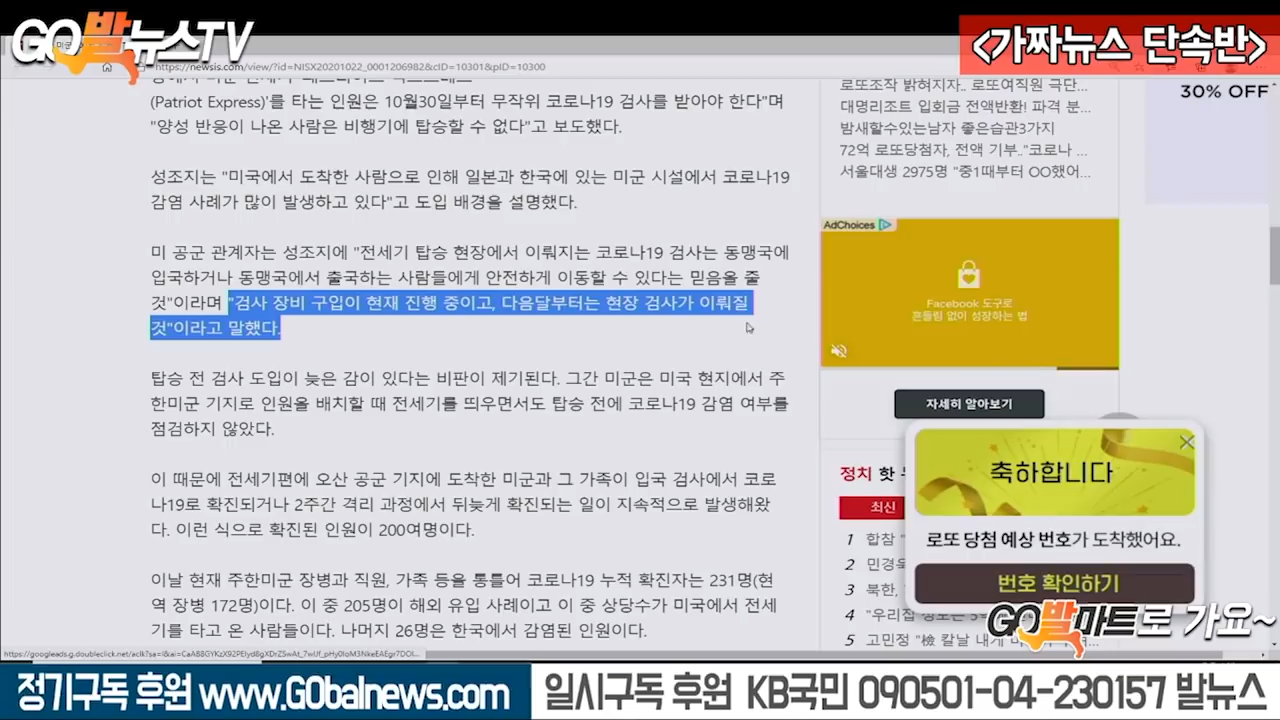 GO발뉴스TV
<가짜뉴스 단속반>
https://newsis.com/view/?id=NISX20201022_0001206982&cID=10301&pID=10300
(Patriot Express)'를 타는 인원은 10월30일부터 무작위 코로나19 검사를 받아야 한다"며
"양성 반응이 나온 사람은 비행기에 탑승할 수 없다"고 보도했다.
성조지는 "미국에서 도착한 사람으로 인해 일본과 한국에 있는 미군 시설에서 코로나19
감염 사례가 많이 발생하고 있다"고 도입 배경을 설명했다.
미 공군 관계자는 성조지에 "전세기 탑승 현장에서 이뤄지는 코로나19 검사는 동맹국에
입국하거나 동맹국에서 출국하는 사람들에게 안전하게 이동할 수 있다는 믿음을 줄
것"이라며 "검사 장비 구입이 현재 진행 중이고, 다음달부터는 현장 검사가 이뤄질
것"이라고 말했다.
탑승 전 검사 도입이 늦은 감이 있다는 비판이 제기된다. 그간 미군은 미국 현지에서 주
한미군 기지로 인원을 배치할 때 전세기를 띄우면서도 탑승 전에 코로나19 감염 여부를
점검하지 않았다.
이 때문에 전세기편에 오산 공군 기지에 도착한 미군과 그 가족이 입국 검사에서 코로
나19로 확진되거나 2주간 격리 과정에서 뒤늦게 확진되는 일이 지속적으로 발생해왔
다. 이런 식으로 확진된 인원이 200여명이다.
이날 현재 주한미군 장병과 직원, 가족 등을 통틀어 코로나19 누적 확진자는 231명(현
역 장병 172명)이다. 이 중 205명이 해외 유입 사례이고 이 중 상당수가 미국에서 전세
기를 타고 온 사람들이다. 나머지 26명은 한국에서 감염된 인원이다.
로또조작 밝혀지자.. 로또여직원 극단...
대명리조트 입회금 전액반환! 파격 분...
밤새할수있는남자 좋은습관3가지
72억 로또당첨자, 전액 기부.."코로나 ...
서울대생 2975명 "중1때부터 OO했어...
30% OFF*
AdChoices
Facebook 도구로
흔들림 없이 성장하는 법
자세히 알아보기
정치 핫
최신
1 합참 "
2 민경욱
3 북한,
4 "우리집
5 고민정 "檢 칼날 내게
축하합니다
로또 당첨 예상 번호가 도착했어요.
번호 확인하기
GO발마트로 가요~
정기구독 후원 www.GObalnews.com
일시구독 후원 KB국민 090501-04-230157 발뉴스